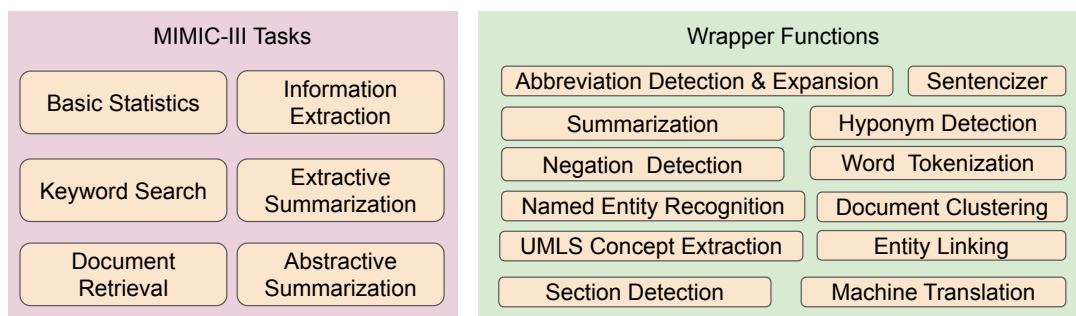 MIMIC-III Tasks
Basic Statistics
Information
Extraction
Keyword Search
Extractive
Summarization
Document
Retrieval
Abstractive
Summarization
Wrapper Functions
Abbreviation Detection & Expansion
Sentencizer
Summarization
Hyponym Detection
Negation Detection
Word Tokenization
Named Entity Recognition
Document Clustering
UMLS Concept Extraction
Entity Linking
Section Detection
Machine Translation